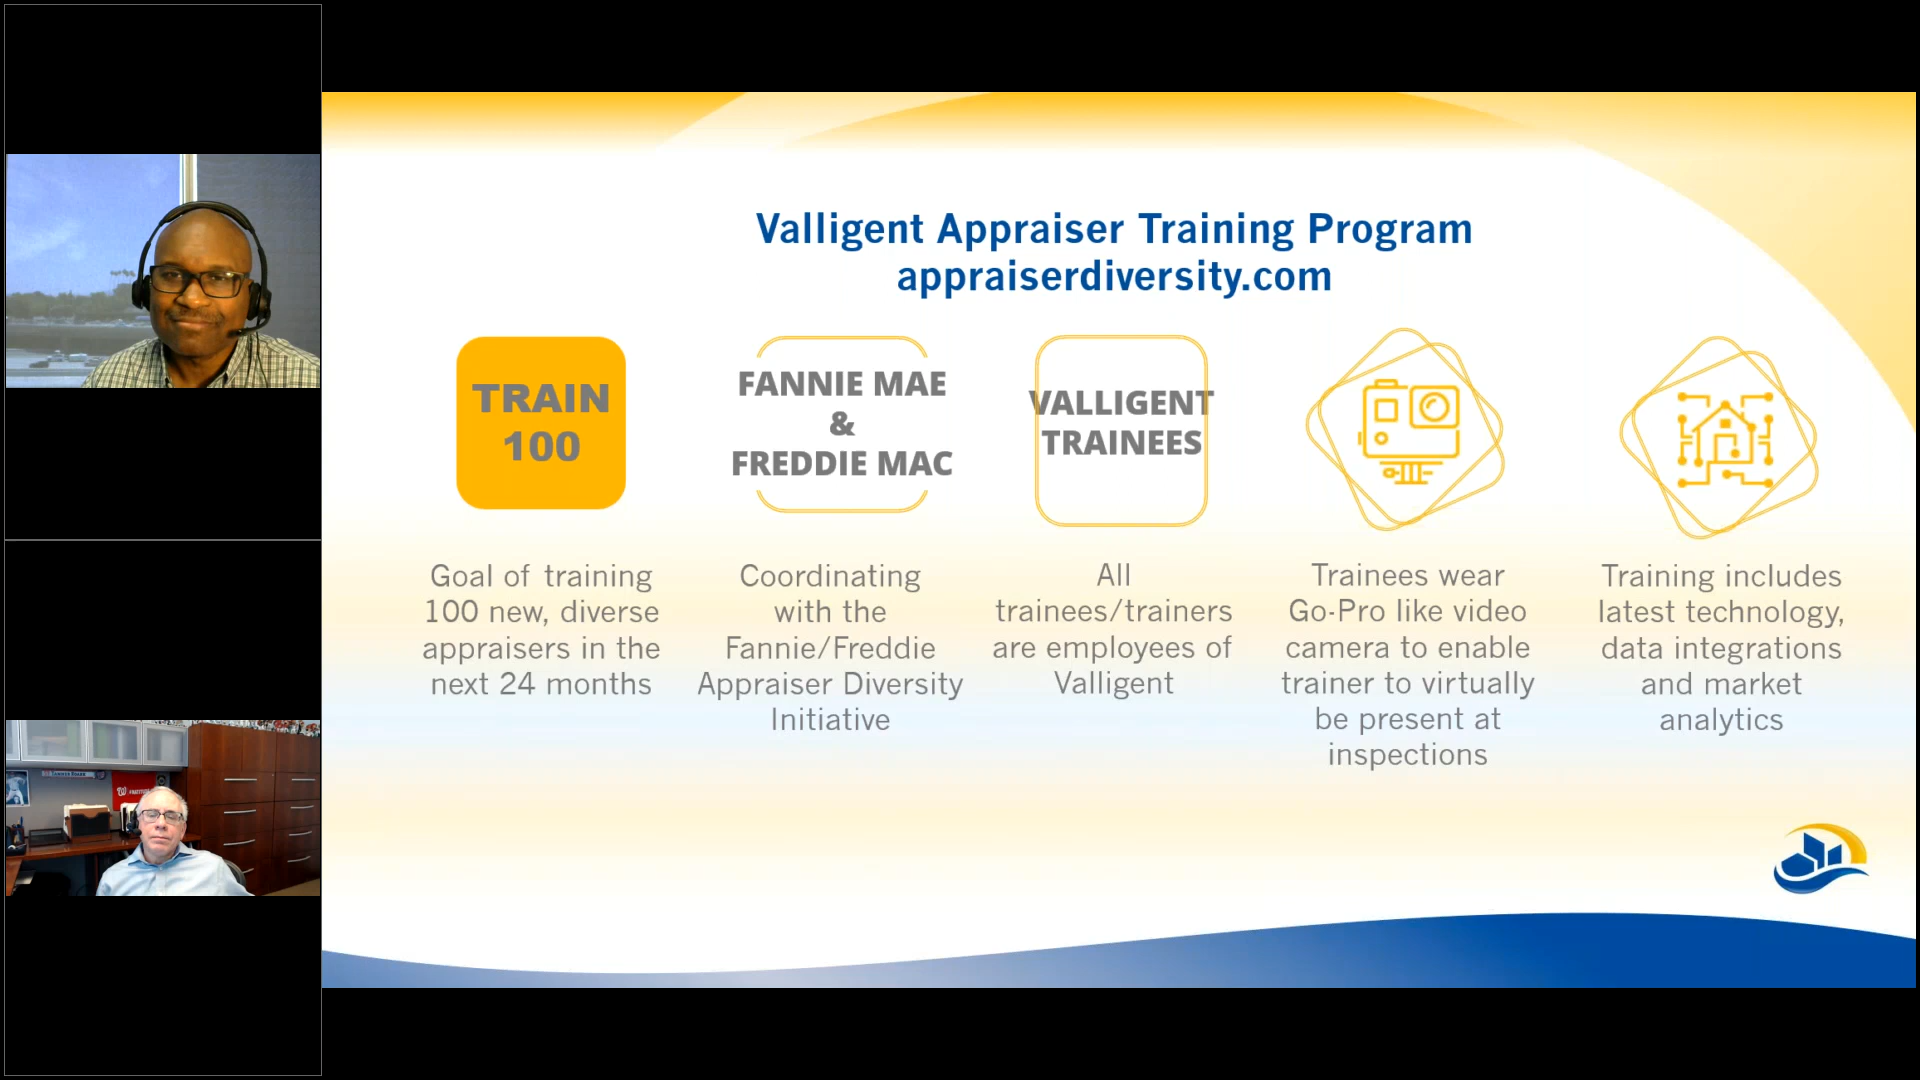 Valligent Appraiser Training Program
appraiserdiversity.com
TRAIN
100
Goal of training
100 new, diverse
appraisers in the
next 24 months
FANNIE MAE
&
FREDDIE MAC
Coordinating
with the
Fannie/Freddie
Appraiser Diversity
Initiative
VALLIGENT
TRAINEES
All
trainees/trainers
are employees of
Valligent
Trainees wear
Go-Pro like video
camera to enable
trainer to virtually
be present at
inspections
Training includes
latest technology,
data integrations
and market
analytics
W